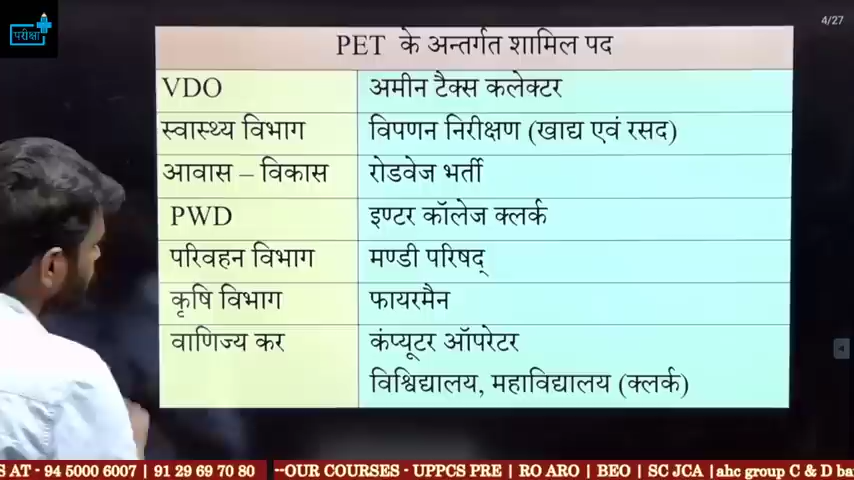 परीक्षा
4/27
PET के अन्तर्गत शामिल पद
VDO अमीन टैक्स कलेक्टर
स्वास्थ्य विभाग विपणन निरीक्षण (खाद्य एवं रसद)
आवास – विकास रोडवेज भर्ती
PWD इण्टर कॉलेज क्लर्क
परिवहन विभाग मण्डी परिषद्
कृषि विभाग फायरमैन
वाणिज्य कर कंप्यूटर ऑपरेटर
विश्विद्यालय, महाविद्यालय (क्लर्क)
S AT - 94 5000 6007 | 91 29 69 70 80 --OUR COURSES - UPPCS PRE | RO ARO | BEO | SC JCA |ahc group C & D ba